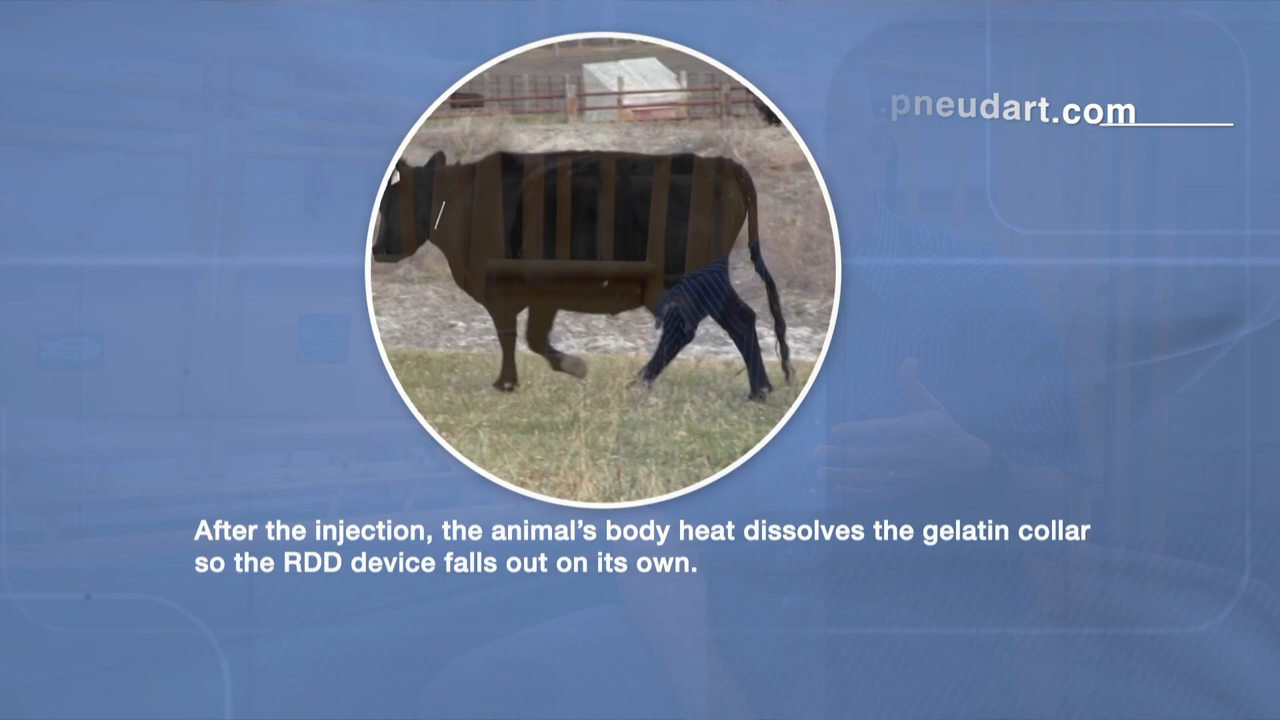 pneudart.com
After the injection, the animal's body heat dissolves the gelatin collar
so the RDD device falls out on its own.